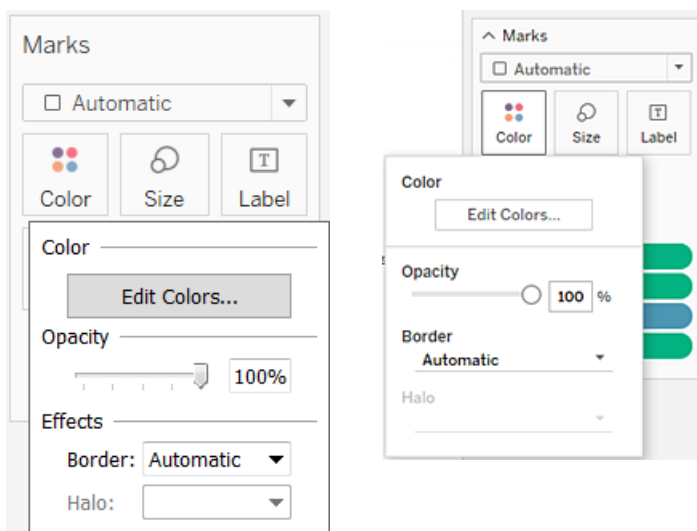 Marks
Automatic
Color Size Label
Color
Edit Colors...
Opacity
100%
Effects
Border: Automatic
Halo:
Marks
Automatic
Color Size Label
Color
Edit Colors...
Opacity
100 %
Border
Automatic
Halo